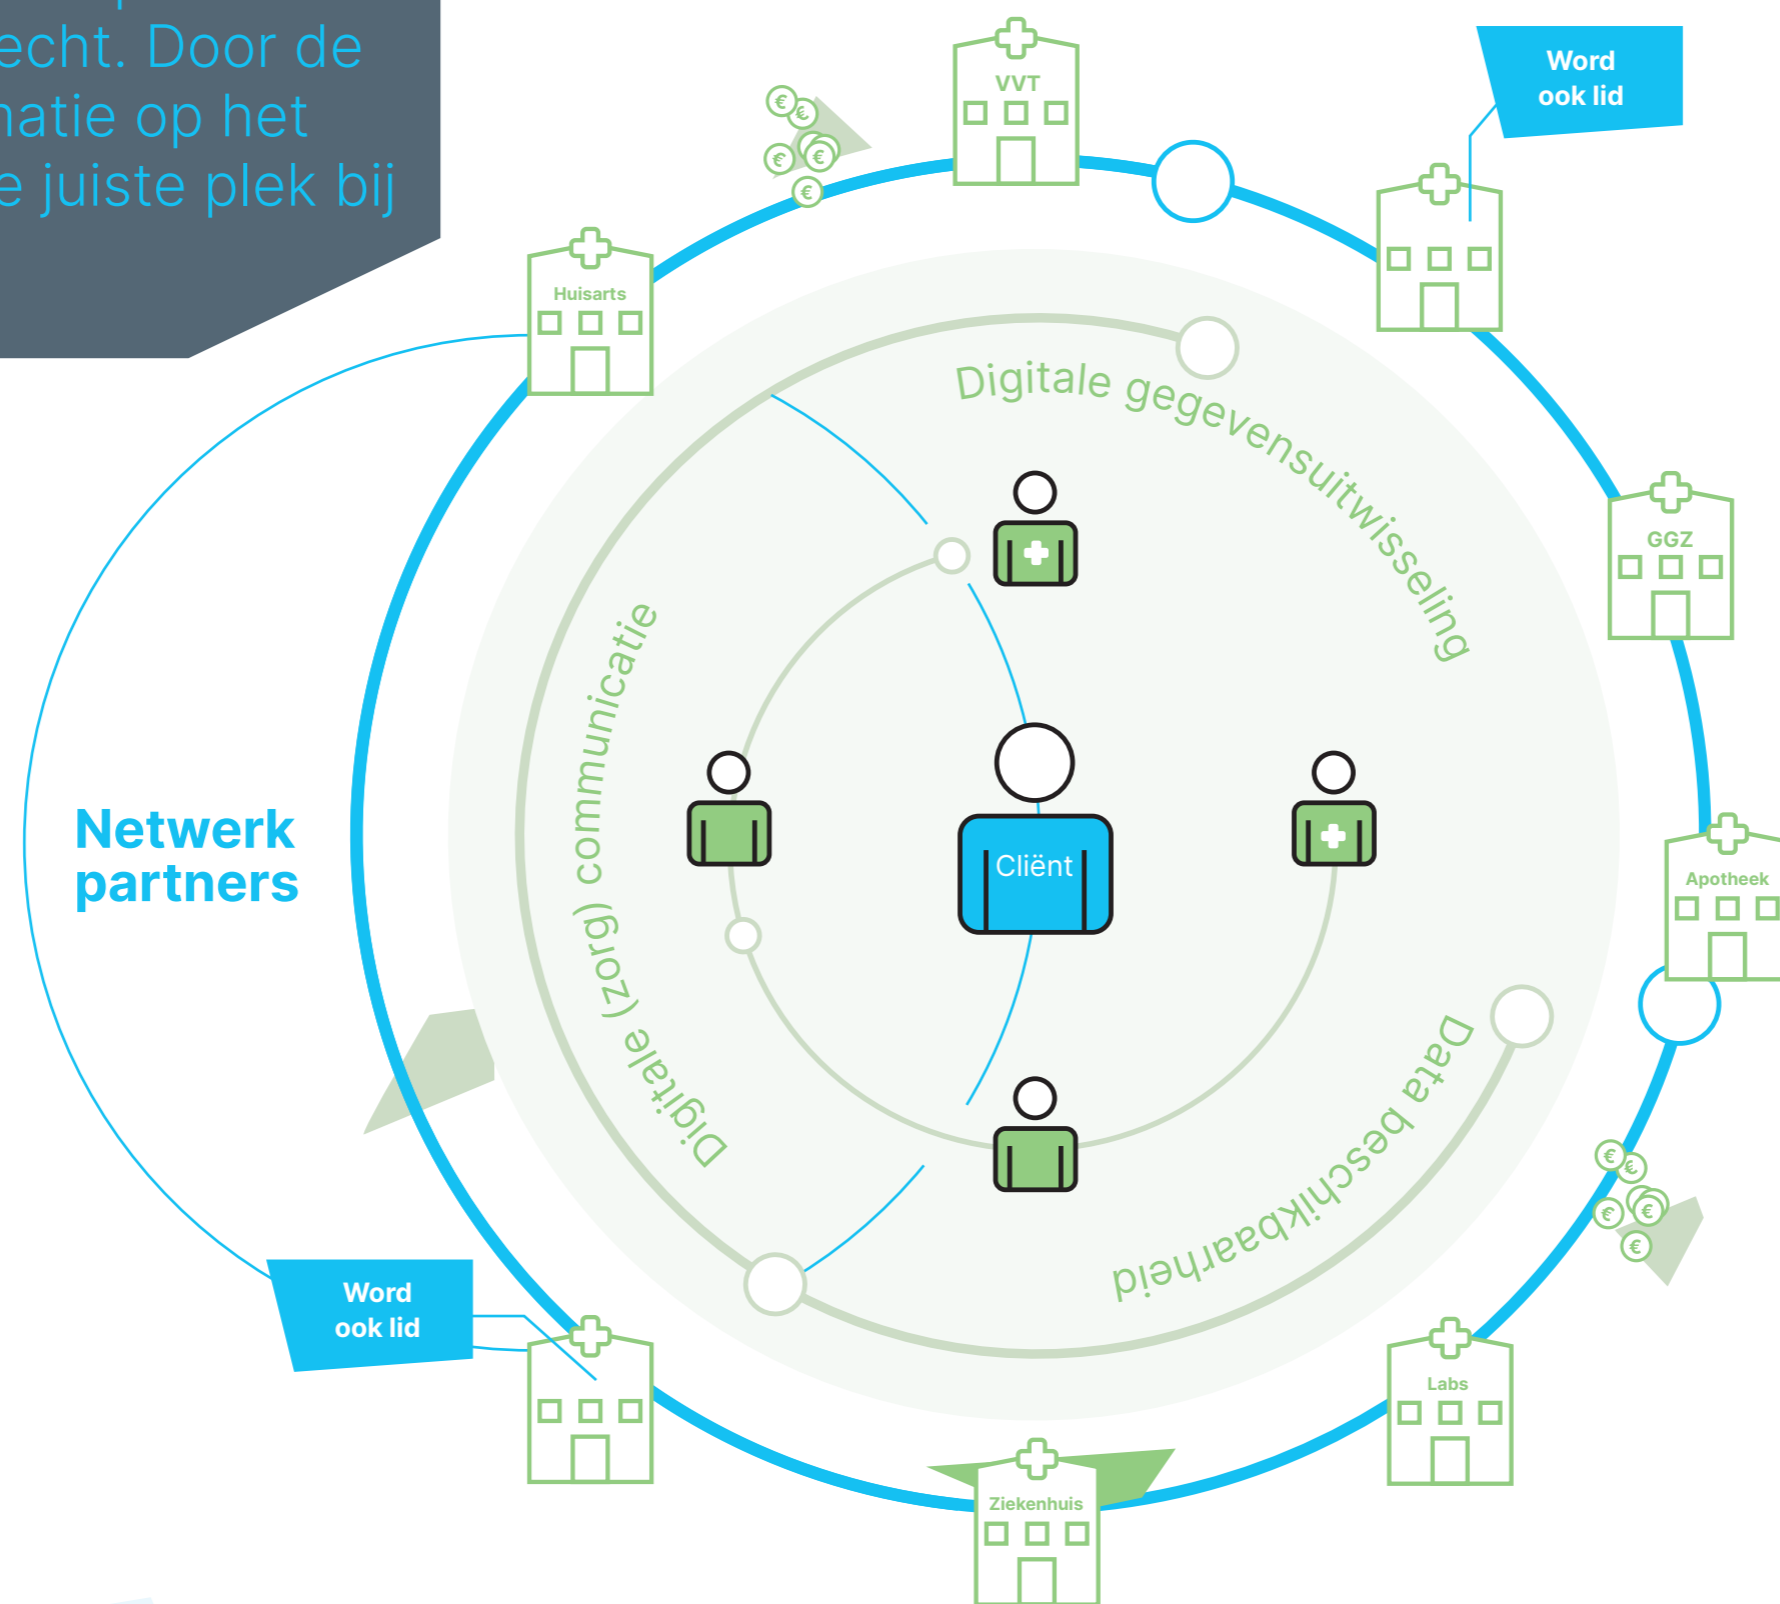 echt. Door de
matie op het
e juiste plek bij
VVT
Word
ook lid
Huisarts
Digitale gegevensuitwisseling
GGZ
Digitale (zorg) communicatie
Netwerk
partners
Cliënt
Apotheek
Data beschikbaarheid
Word
ook lid
Labs
Ziekenhuis